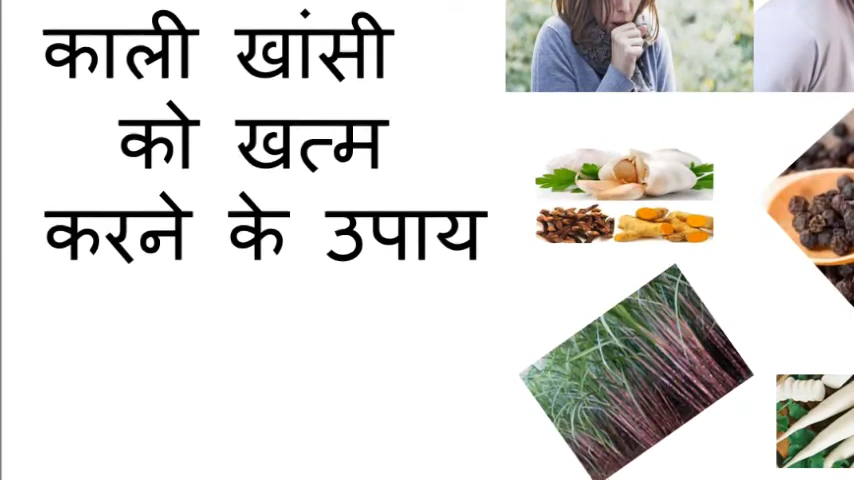 काली खांसी
को खत्म
करने के उपाय